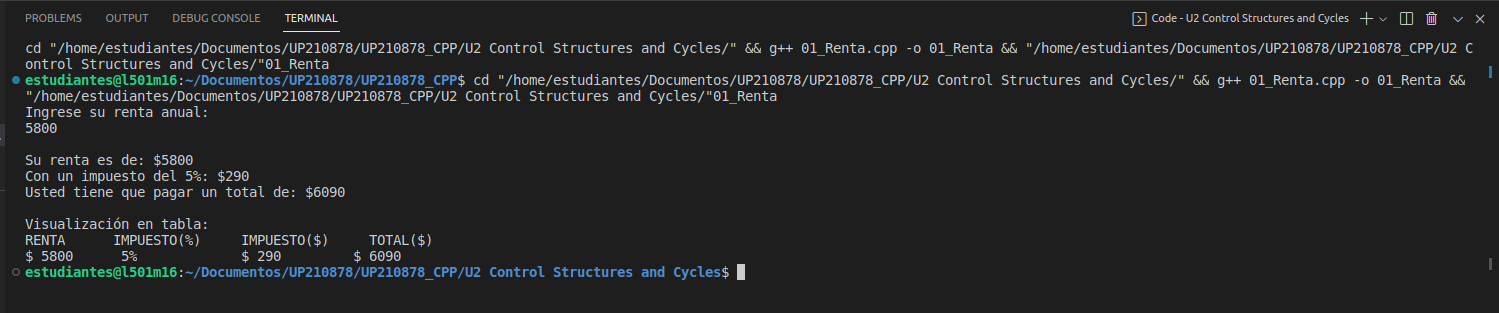 PROBLEMS OUTPUT DEBUG CONSOLE TERMINAL Code - U2 Control Structures and Cycles
cd "/home/estudiantes/Documentos/UP210878/UP210878_CPP/U2 Control Structures and Cycles/" && g++ 01_Renta.cpp -o 01_Renta && "/home/estudiantes/Documentos/UP210878/UP210878_CPP/U2 C
ontrol Structures and Cycles/"01_Renta
estudiantes@l501m16:~/Documentos/UP210878/UP210878_CPP$ cd "/home/estudiantes/Documentos/UP210878/UP210878_CPP/U2 Control Structures and Cycles/" && g++ 01_Renta.cpp -o 01_Renta &&
"/home/estudiantes/Documentos/UP210878/UP210878_CPP/U2 Control Structures and Cycles/"01_Renta
Ingrese su renta anual:
5800
Su renta es de: $5800
Con un impuesto del 5%: $290
Usted tiene que pagar un total de: $6090
Visualización en tabla:
RENTA IMPUESTO(%) IMPUESTO($) TOTAL($)
$ 5800 5% $ 290 $ 6090
estudiantes@l501m16:~/Documentos/UP210878/UP210878_CPP/U2 Control Structures and Cycles$